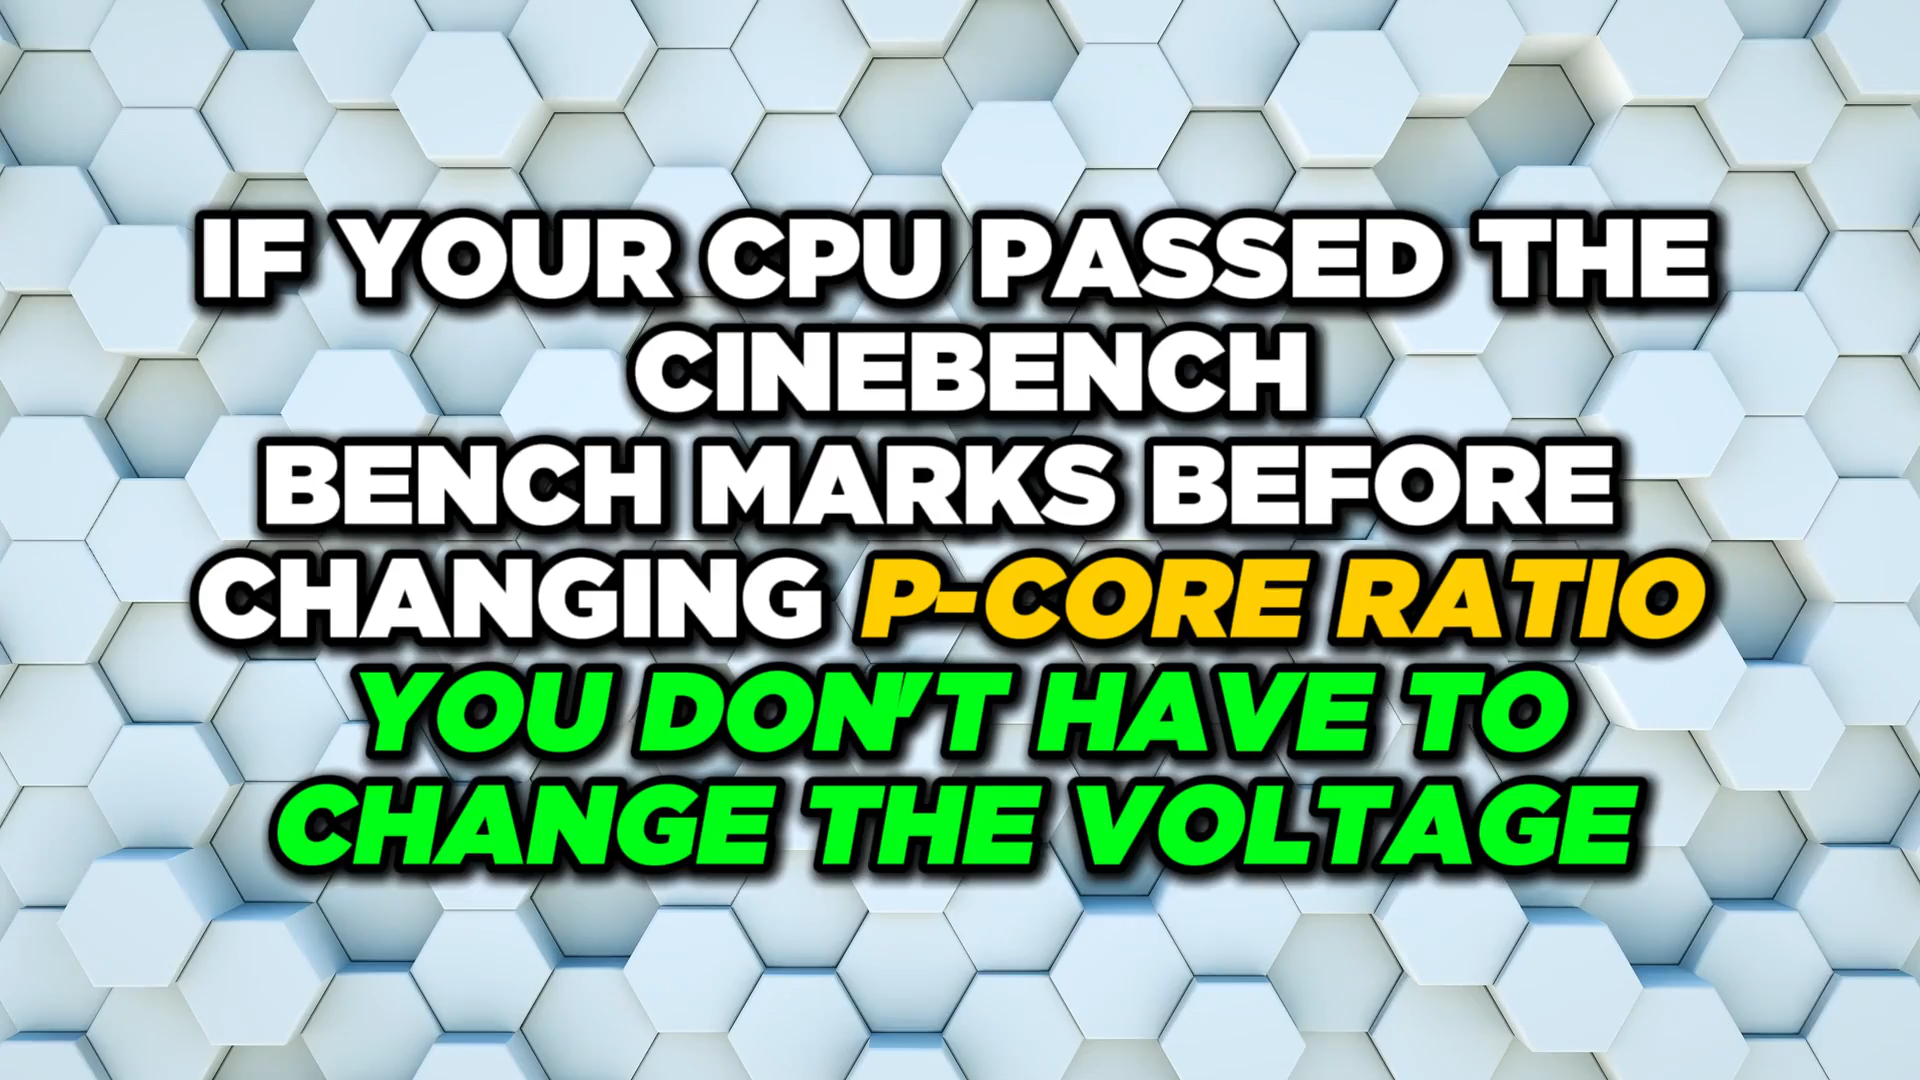 IF YOUR CPU PASSED THE
CINEBENCH
BENCH MARKS BEFORE
CHANGING P-CORE RATIO
YOU DON'T HAVE TO
CHANGE THE VOLTAGE